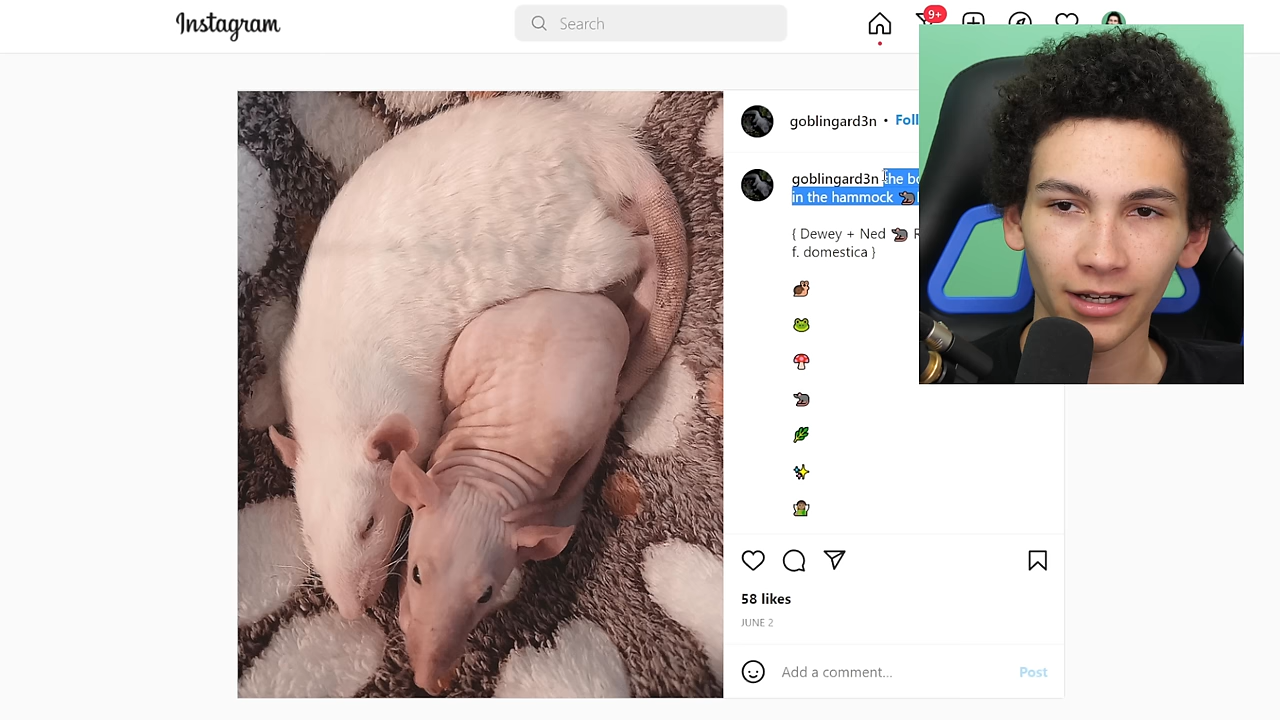 Instagram
Search
9+
goblingard3n • Foll
goblingard3n the bo
in the hammock 🐀
{ Dewey + Ned 🐀 R
f. domestica }
58 likes
JUNE 2
Add a comment...
Post